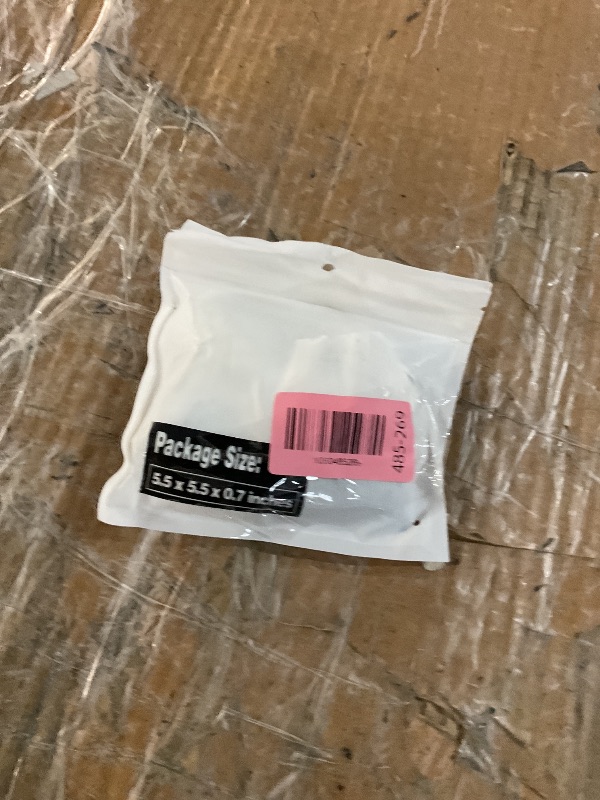 Package Size:
5.5 x 5.5 x 0.7 inches
485-269